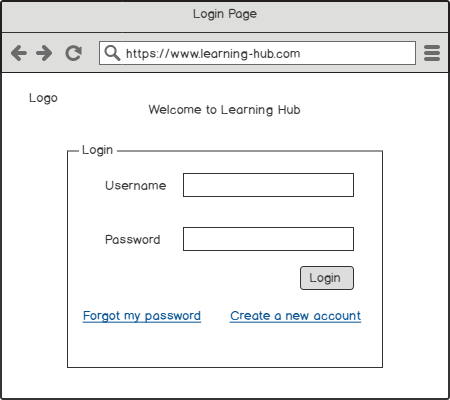 Login Page
https://www.learning-hub.com
Logo
Welcome to Learning Hub
Login
Username
Password
Login
Forgot my password Create a new account